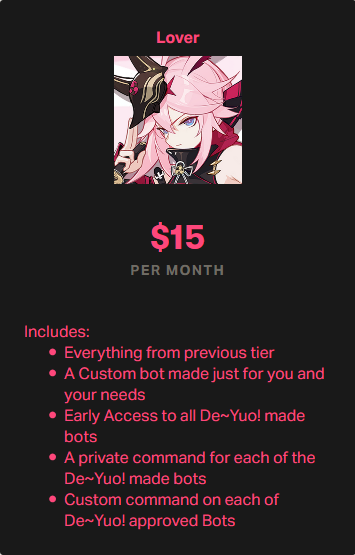 Lover
$15
PER MONTH
Includes:
Everything from previous tier
A Custom bot made just for you and
your needs
Early Access to all De~Yuo! made
bots
A private command for each of the
De~Yuo! made bots
Custom command on each of
De~Yuo! approved Bots